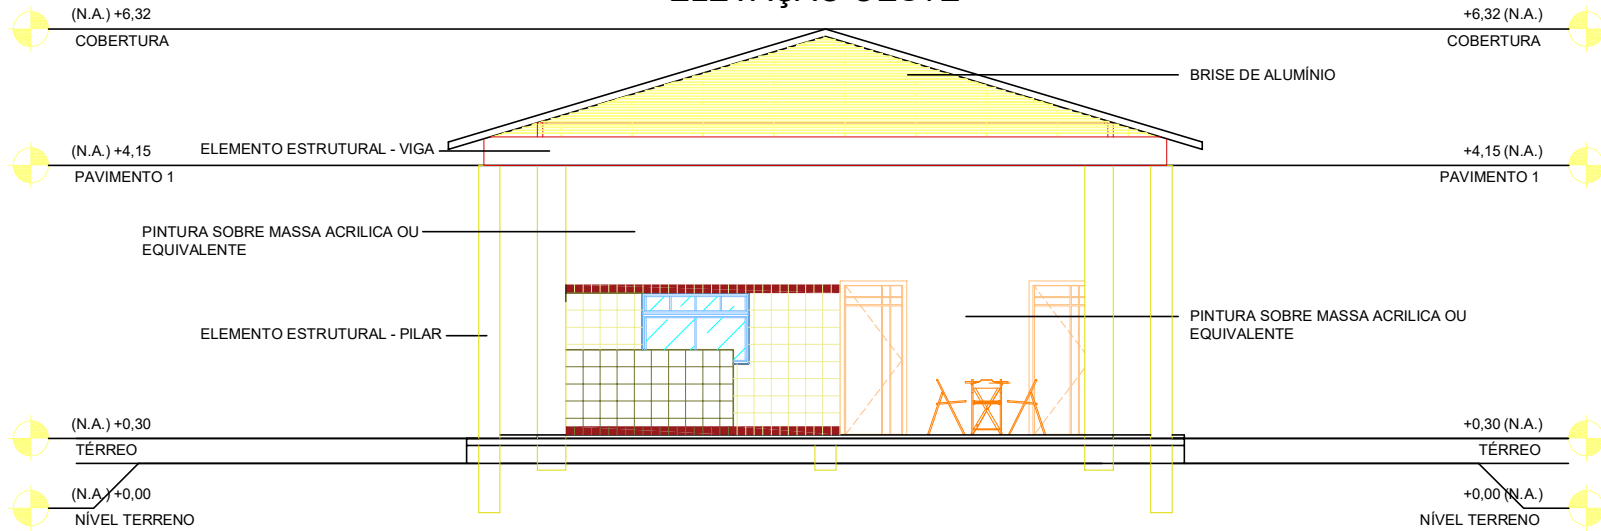 ELEVAÇÃO OESTE
(N.A.) +6,32
COBERTURA
+6,32 (N.A.)
COBERTURA
BRISE DE ALUMÍNIO
(N.A.) +4,15
PAVIMENTO 1
ELEMENTO ESTRUTURAL - VIGA
+4,15 (N.A.)
PAVIMENTO 1
PINTURA SOBRE MASSA ACRILICA OU
EQUIVALENTE
ELEMENTO ESTRUTURAL - PILAR
PINTURA SOBRE MASSA ACRILICA OU
EQUIVALENTE
(N.A.) +0,30
TÉRREO
+0,30 (N.A.)
TÉRREO
(N.A.) +0,00
NÍVEL TERRENO
+0,00 (N.A.)
NÍVEL TERRENO